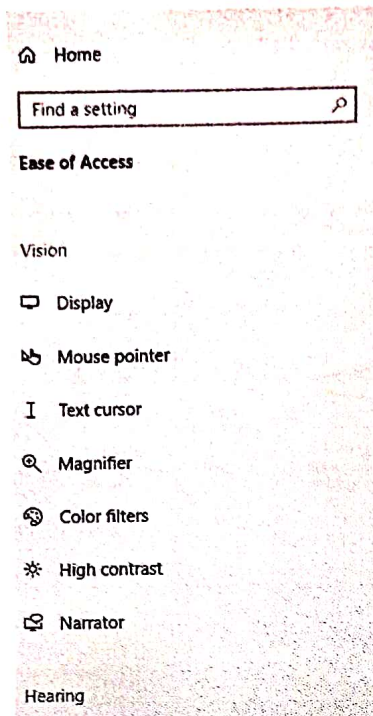 Home
Find a setting
Ease of Access
Vision
Display
Mouse pointer
Text cursor
Magnifier
Color filters
High contrast
Narrator
Hearing